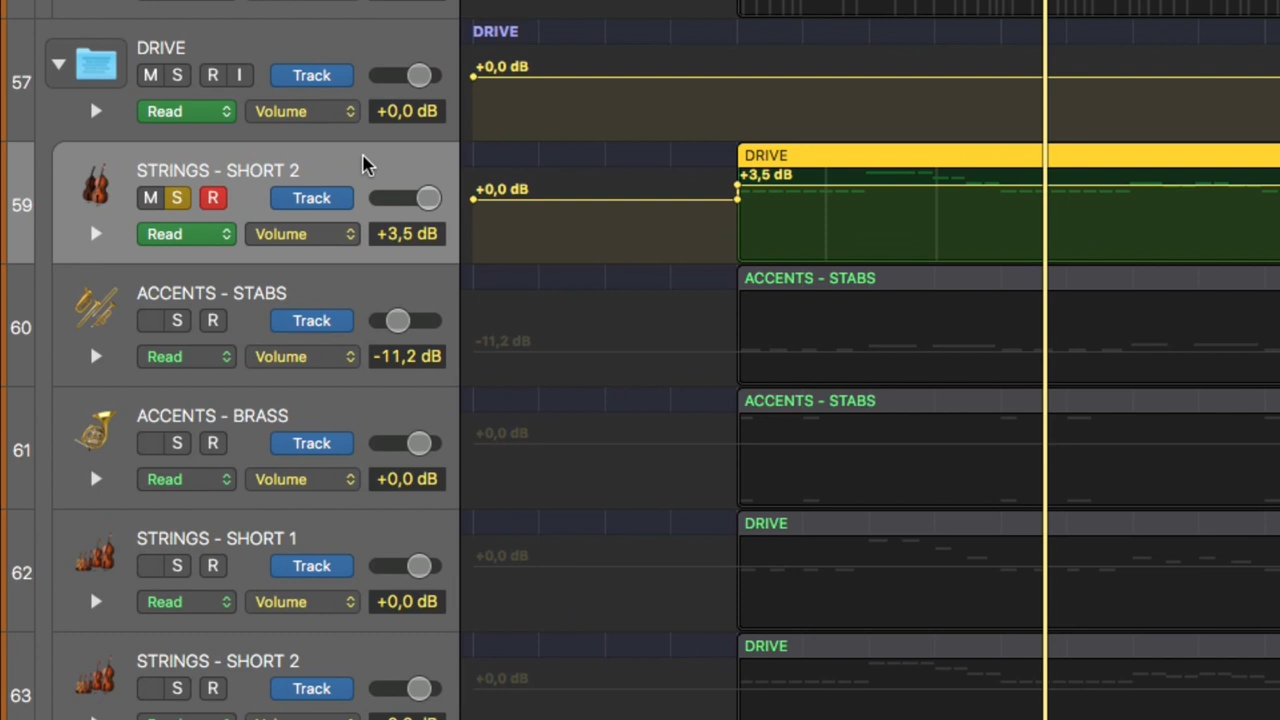 DRIVE
57
M S R I Track
Read Volume +0,0 dB
DRIVE
+0,0 dB
STRINGS - SHORT 2
59
M S R Track
Read Volume +3,5 dB
+0,0 dB
DRIVE
+3,5 dB
ACCENTS - STABS
60
S R Track
Read Volume -11,2 dB
-11,2 dB
ACCENTS - STABS
ACCENTS - BRASS
61
S R Track
Read Volume +0,0 dB
+0,0 dB
ACCENTS - STABS
STRINGS - SHORT 1
62
S R Track
Read Volume +0,0 dB
+0,0 dB
DRIVE
STRINGS - SHORT 2
63
S R Track
+0,0 dB
DRIVE